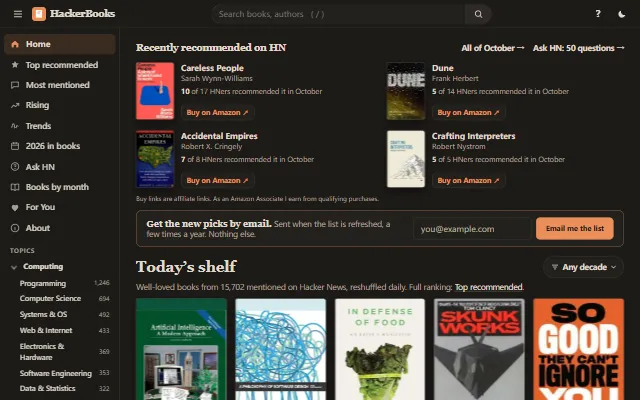 HackerBooks
Search books, authors ( / )
?
Home
Top recommended
Most mentioned
Rising
Trends
2026 in books
Ask HN
Books by month
For You
About
TOPICS
Computing
Programming 1,246
Computer Science 694
Systems & OS 492
Web & Internet 433
Electronics &
Hardware 369
Software Engineering 353
Data & Statistics 322
Recently recommended on HN
All of October → Ask HN: 50 questions →
Careless People
Sarah Wynn-Williams
10 of 17 HNers recommended it in October
Buy on Amazon ↗
DUNE
Dune
Frank Herbert
5 of 14 HNers recommended it in October
Buy on Amazon ↗
Accidental Empires
Robert X. Cringely
7 of 8 HNers recommended it in October
Buy on Amazon ↗
Crafting Interpreters
Robert Nystrom
5 of 5 HNers recommended it in October
Buy on Amazon ↗
Buy links are affiliate links. As an Amazon Associate I earn from qualifying purchases.
Get the new picks by email. Sent when the list is refreshed, a
few times a year. Nothing else.
you@example.com
Email me the list
Today's shelf
Any decade
Well-loved books from 15,702 mentioned on Hacker News, reshuffled daily. Full ranking: Top recommended.
Artificial Intelligence
A Modern Approach
A PHILOSOPHY OF SOFTWARE DESIGN
IN DEFENSE
OF FOOD
SKUNK
WORKS
SO
GOOD
THEY CAN'T
IGNORE
YOU